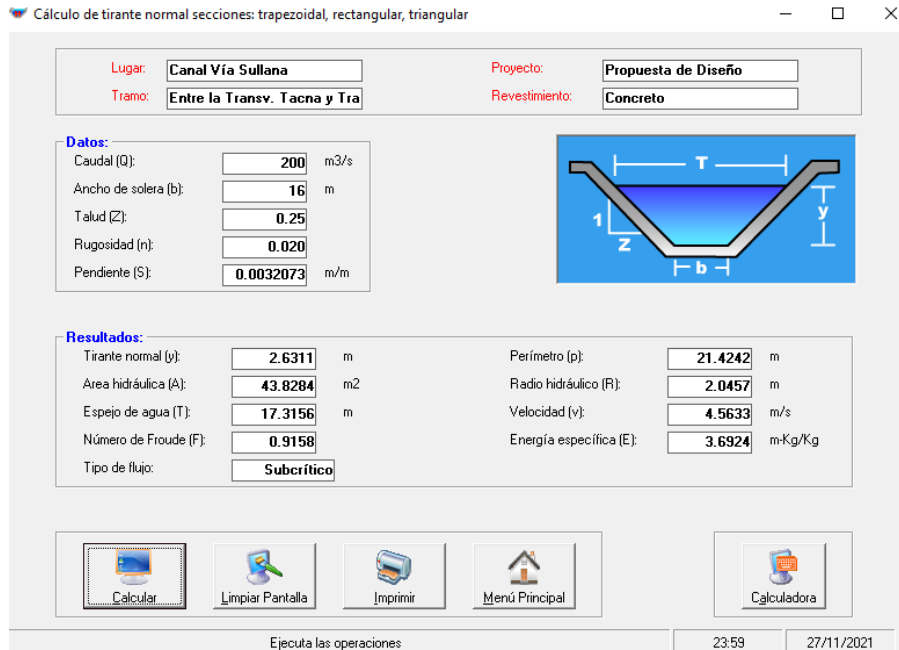 Cálculo de tirante normal secciones: trapezoidal, rectangular, triangular
Lugar: Canal Vía Sullana Proyecto: Propuesta de Diseño
Tramo: Entre la Transv. Tacna y Tra Revestimiento: Concreto
Datos:
Caudal (Q): 200 m3/s
Ancho de solera (b): 16 m
Talud (Z): 0.25
Rugosidad (n): 0.020
Pendiente (S): 0.0032073 m/m
T
y
1
Z
b
Resultados:
Tirante normal (y): 2.6311 m Perímetro (p): 21.4242 m
Area hidráulica (A): 43.8284 m2 Radio hidráulico (R): 2.0457 m
Espejo de agua (T): 17.3156 m Velocidad (v): 4.5633 m/s
Número de Froude (F): 0.9158 Energía específica (E): 3.6924 m-Kg/Kg
Tipo de flujo: Subcrítico
Calcular Limpiar Pantalla Imprimir Menú Principal Calculadora
Ejecuta las operaciones 23:59 27/11/2021